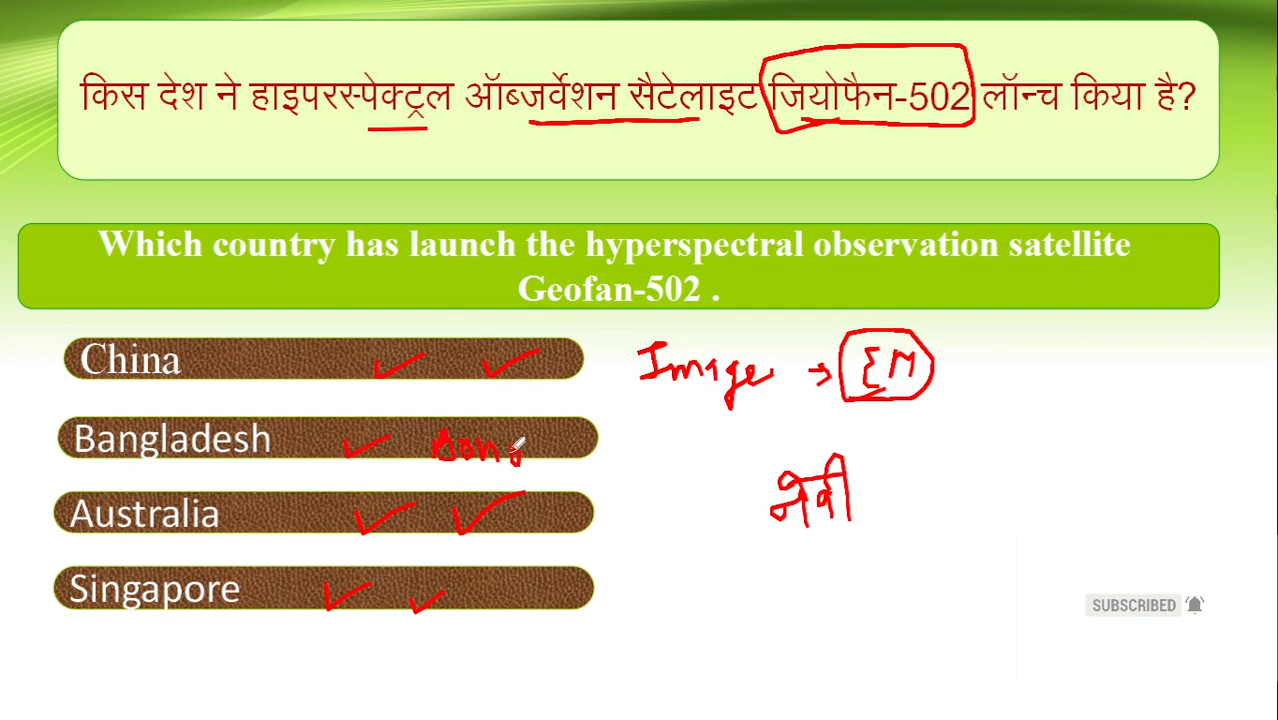 किस देश ने हाइपरस्पेक्ट्रल ऑब्जर्वेशन सैटेलाइट जियोफैन-502 लॉन्च किया है?
Which country has launch the hyperspectral observation satellite
Geofan-502 .
China
Image → EM
Bangladesh
Australia
Singapore
SUBSCRIBED